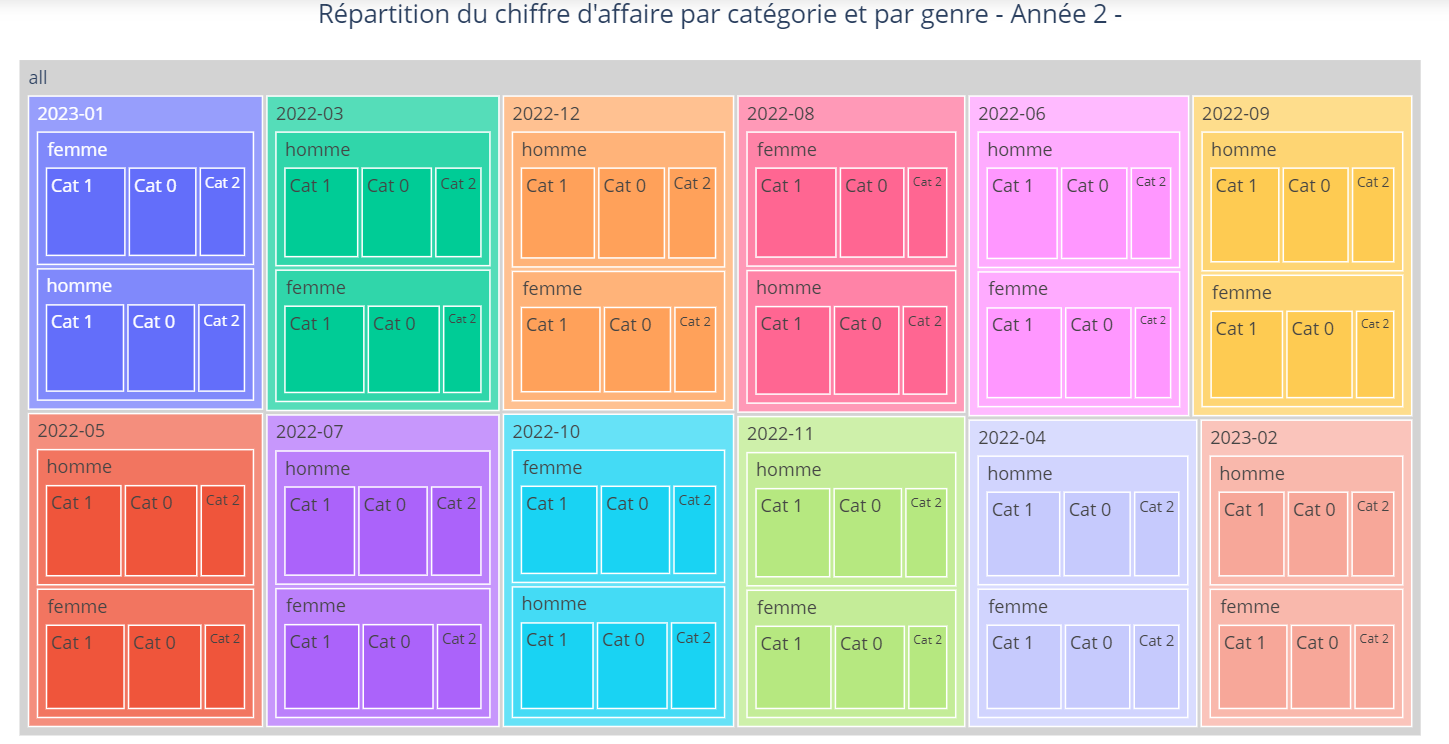 Répartition du chiffre d'affaire par catégorie et par genre - Année 2 -
all
2023-01
femme
Cat 1 Cat 0 Cat 2
homme
Cat 1 Cat 0 Cat 2
2022-03
homme
Cat 1 Cat 0 Cat 2
femme
Cat 1 Cat 0 Cat 2
2022-12
homme
Cat 1 Cat 0 Cat 2
femme
Cat 1 Cat 0 Cat 2
2022-08
femme
Cat 1 Cat 0 Cat 2
homme
Cat 1 Cat 0 Cat 2
2022-06
homme
Cat 1 Cat 0 Cat 2
femme
Cat 1 Cat 0 Cat 2
2022-09
homme
Cat 1 Cat 0 Cat 2
femme
Cat 1 Cat 0 Cat 2
2022-05
homme
Cat 1 Cat 0 Cat 2
femme
Cat 1 Cat 0 Cat 2
2022-07
homme
Cat 1 Cat 0 Cat 2
femme
Cat 1 Cat 0 Cat 2
2022-10
femme
Cat 1 Cat 0 Cat 2
homme
Cat 1 Cat 0 Cat 2
2022-11
homme
Cat 1 Cat 0 Cat 2
femme
Cat 1 Cat 0 Cat 2
2022-04
homme
Cat 1 Cat 0 Cat 2
femme
Cat 1 Cat 0 Cat 2
2023-02
homme
Cat 1 Cat 0 Cat 2
femme
Cat 1 Cat 0 Cat 2